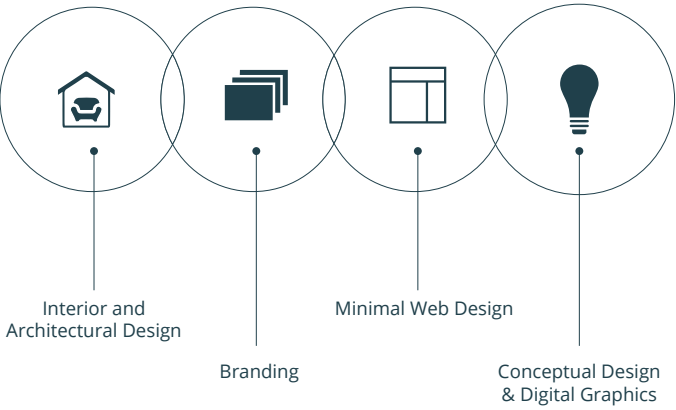 Interior and
Architectural Design
Branding
Minimal Web Design
Conceptual Design
& Digital Graphics